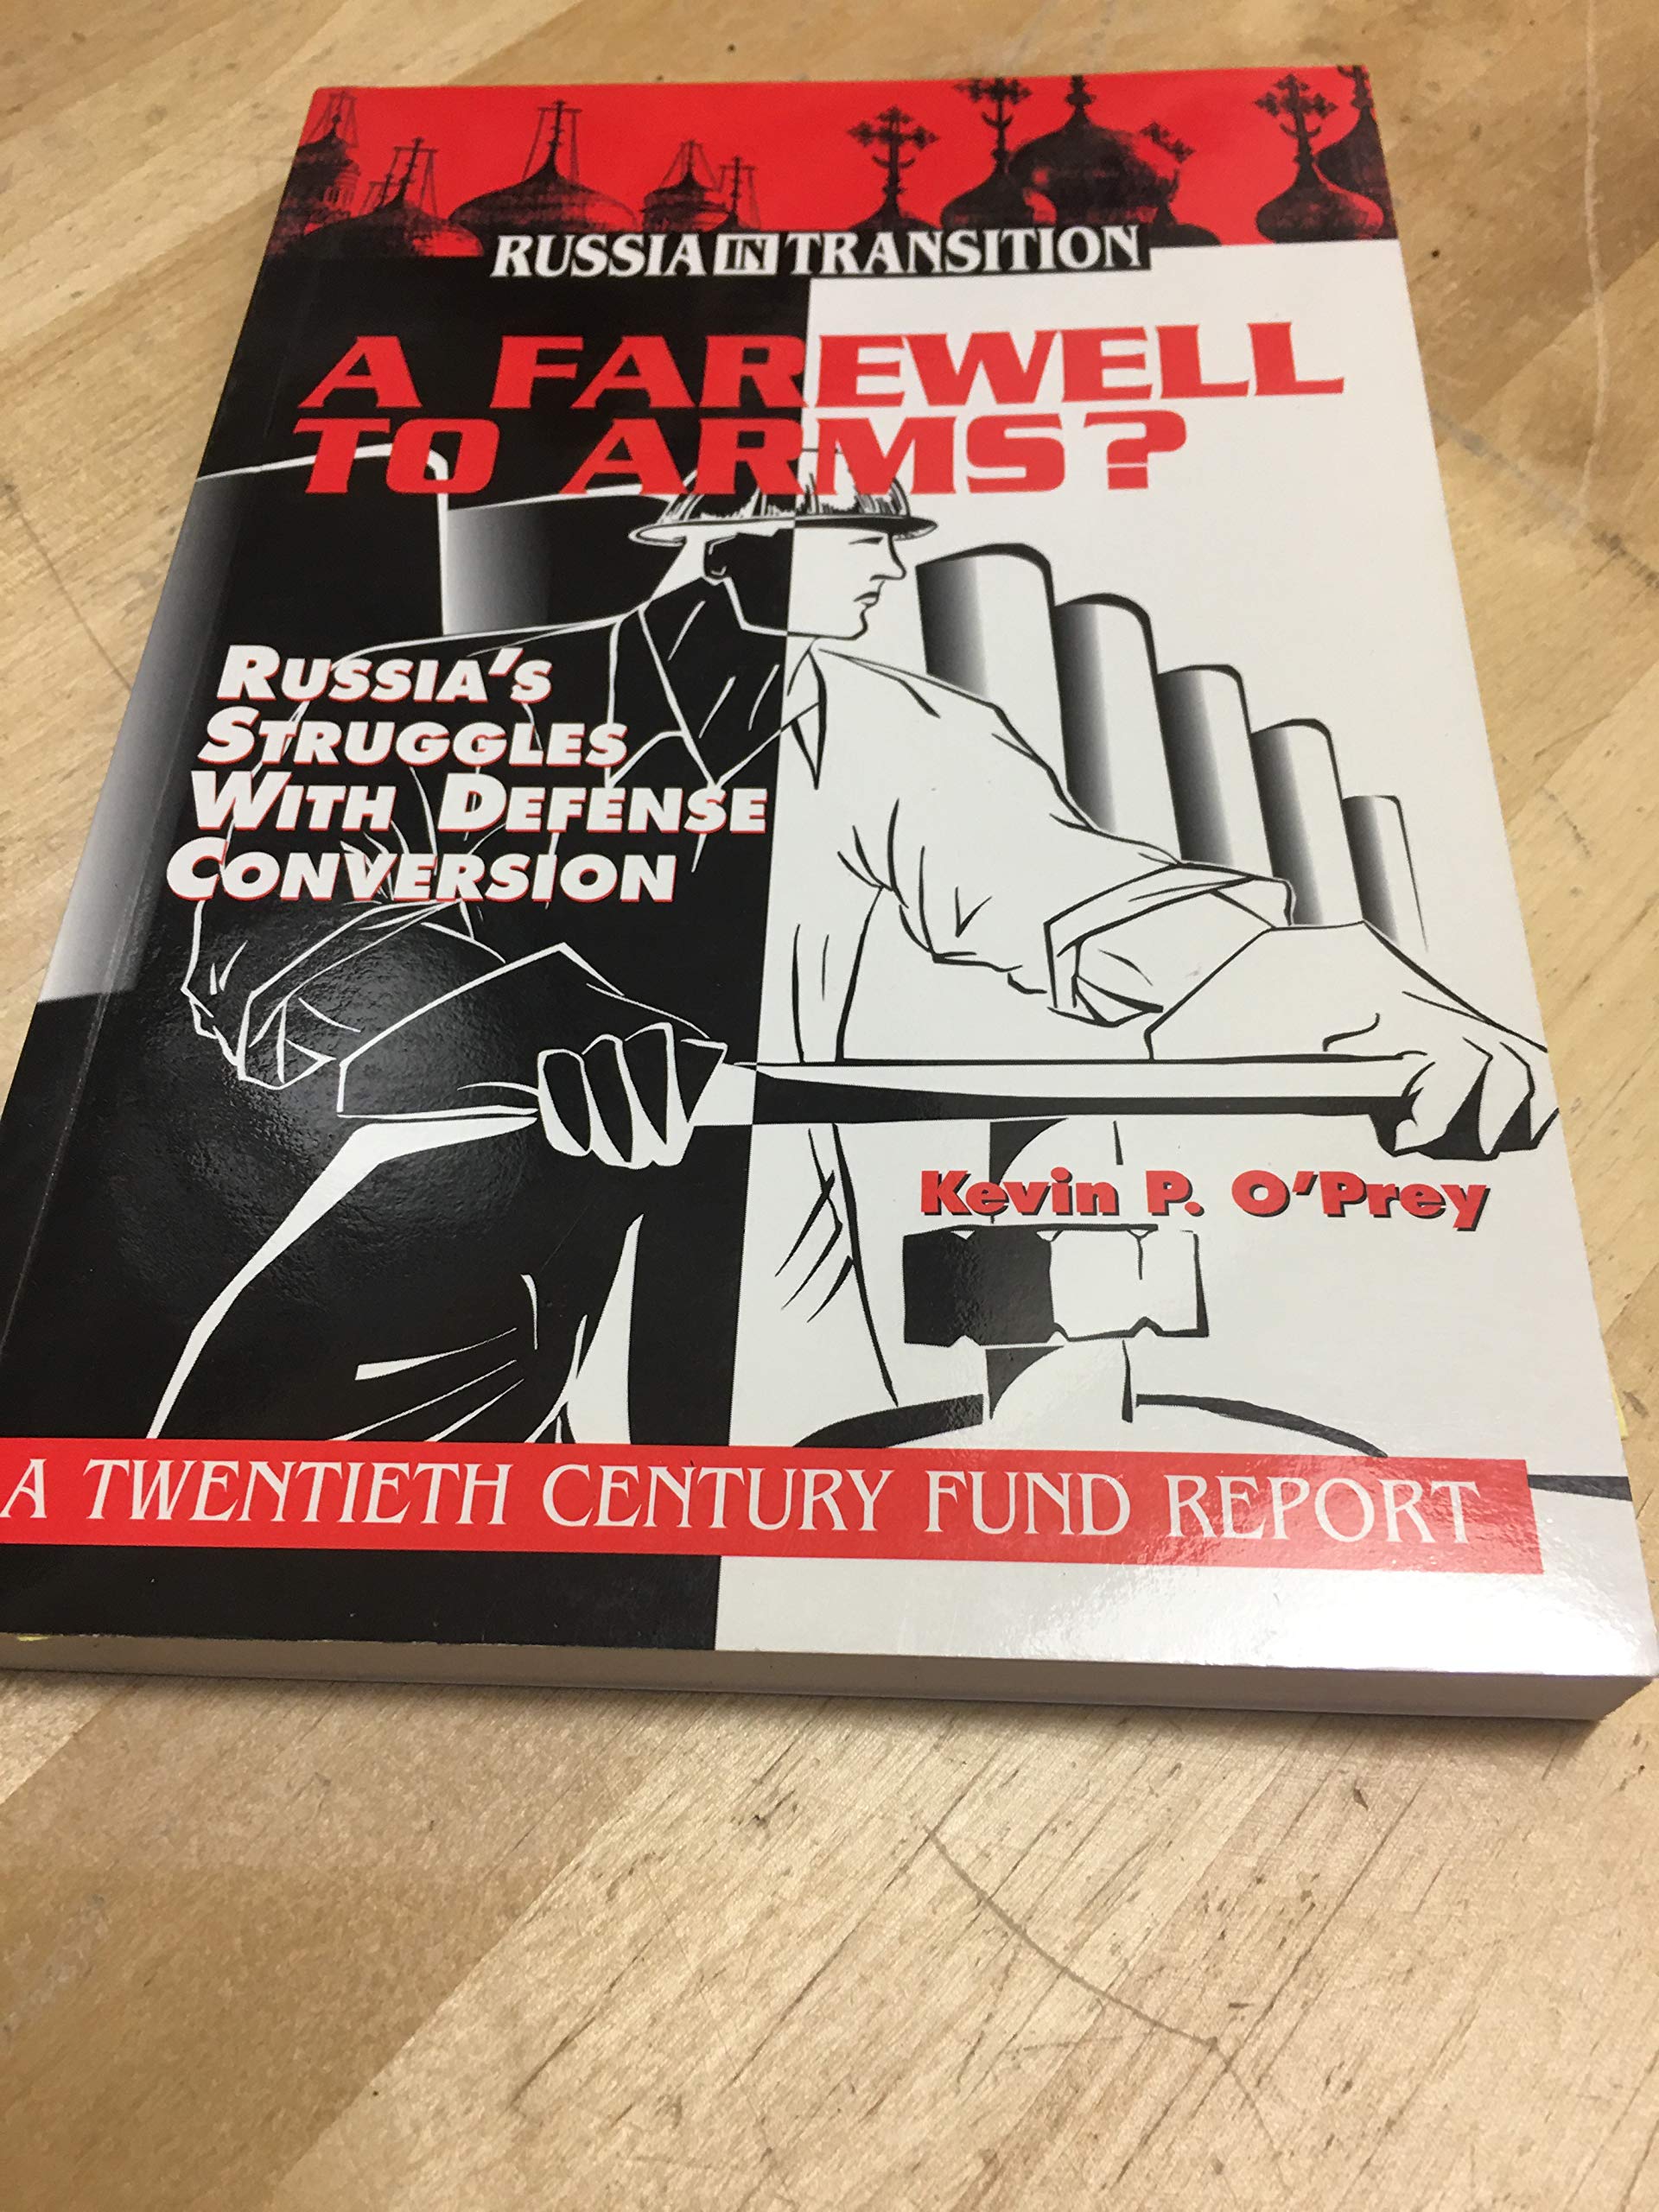 RUSSIA IN TRANSITION
A FAREWELL
TO ARMS?
RUSSIA'S
STRUGGLES
WITH DEFENSE
CONVERSION
Kevin P. O'Prey
A TWENTIETH CENTURY FUND REPORT